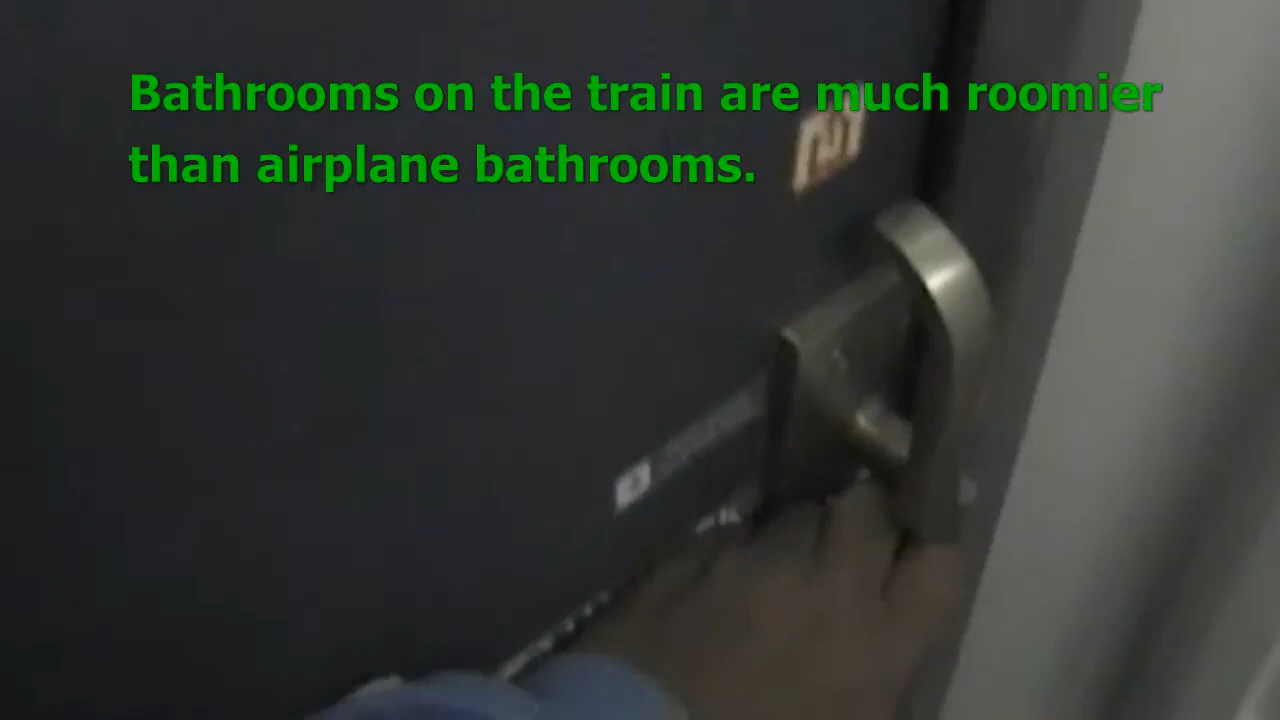 Bathrooms on the train are much roomier
than airplane bathrooms.